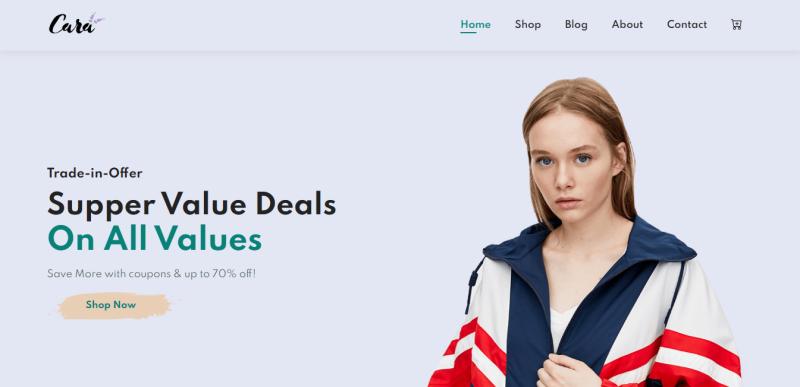 Cara
Home Shop Blog About Contact
Trade-in-Offer
Supper Value Deals
On All Values
Save More with coupons & up to 70% off!
Shop Now